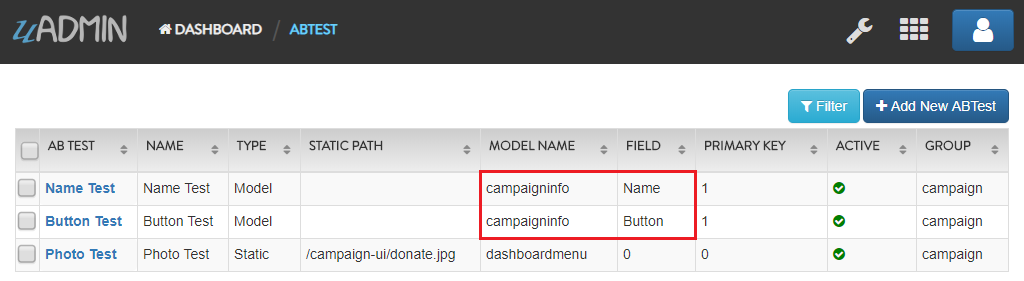 uADMIN DASHBOARD / ABTEST
Filter + Add New ABTest
AB TEST NAME TYPE STATIC PATH MODEL NAME FIELD PRIMARY KEY ACTIVE GROUP
Name Test Name Test Model campaigninfo Name 1 campaign
Button Test Button Test Model campaigninfo Button 1 campaign
Photo Test Photo Test Static /campaign-ui/donate.jpg dashboardmenu 0 0 campaign